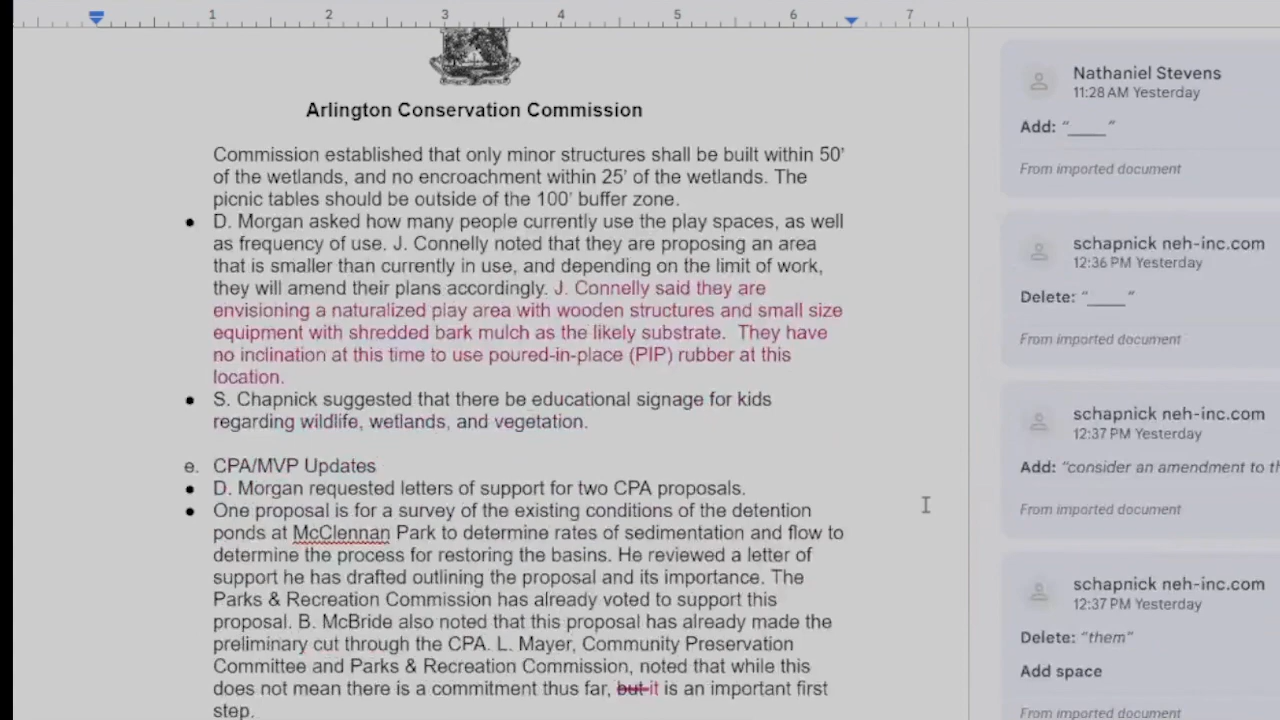 1 2 3 4 5 6 7
Arlington Conservation Commission
Commission established that only minor structures shall be built within 50'
of the wetlands, and no encroachment within 25' of the wetlands. The
picnic tables should be outside of the 100' buffer zone.
● D. Morgan asked how many people currently use the play spaces, as well
as frequency of use. J. Connelly noted that they are proposing an area
that is smaller than currently in use, and depending on the limit of work,
they will amend their plans accordingly. J. Connelly said they are
envisioning a naturalized play area with wooden structures and small size
equipment with shredded bark mulch as the likely substrate.  They have
no inclination at this time to use poured-in-place (PIP) rubber at this
location.
● S. Chapnick suggested that there be educational signage for kids
regarding wildlife, wetlands, and vegetation.
e. CPA/MVP Updates
● D. Morgan requested letters of support for two CPA proposals.
● One proposal is for a survey of the existing conditions of the detention
ponds at McClennan Park to determine rates of sedimentation and flow to
determine the process for restoring the basins. He reviewed a letter of
support he has drafted outlining the proposal and its importance. The
Parks & Recreation Commission has already voted to support this
proposal. B. McBride also noted that this proposal has already made the
preliminary cut through the CPA. L. Mayer, Community Preservation
Committee and Parks & Recreation Commission, noted that while this
does not mean there is a commitment thus far, but it is an important first
step.
Nathaniel Stevens
11:28 AM Yesterday
Add: “_____”
From imported document
schapnick neh-inc.com
12:36 PM Yesterday
Delete: “_____”
From imported document
schapnick neh-inc.com
12:37 PM Yesterday
Add: “consider an amendment to th
From imported document
schapnick neh-inc.com
12:37 PM Yesterday
Delete: “them”
Add space
From imported document